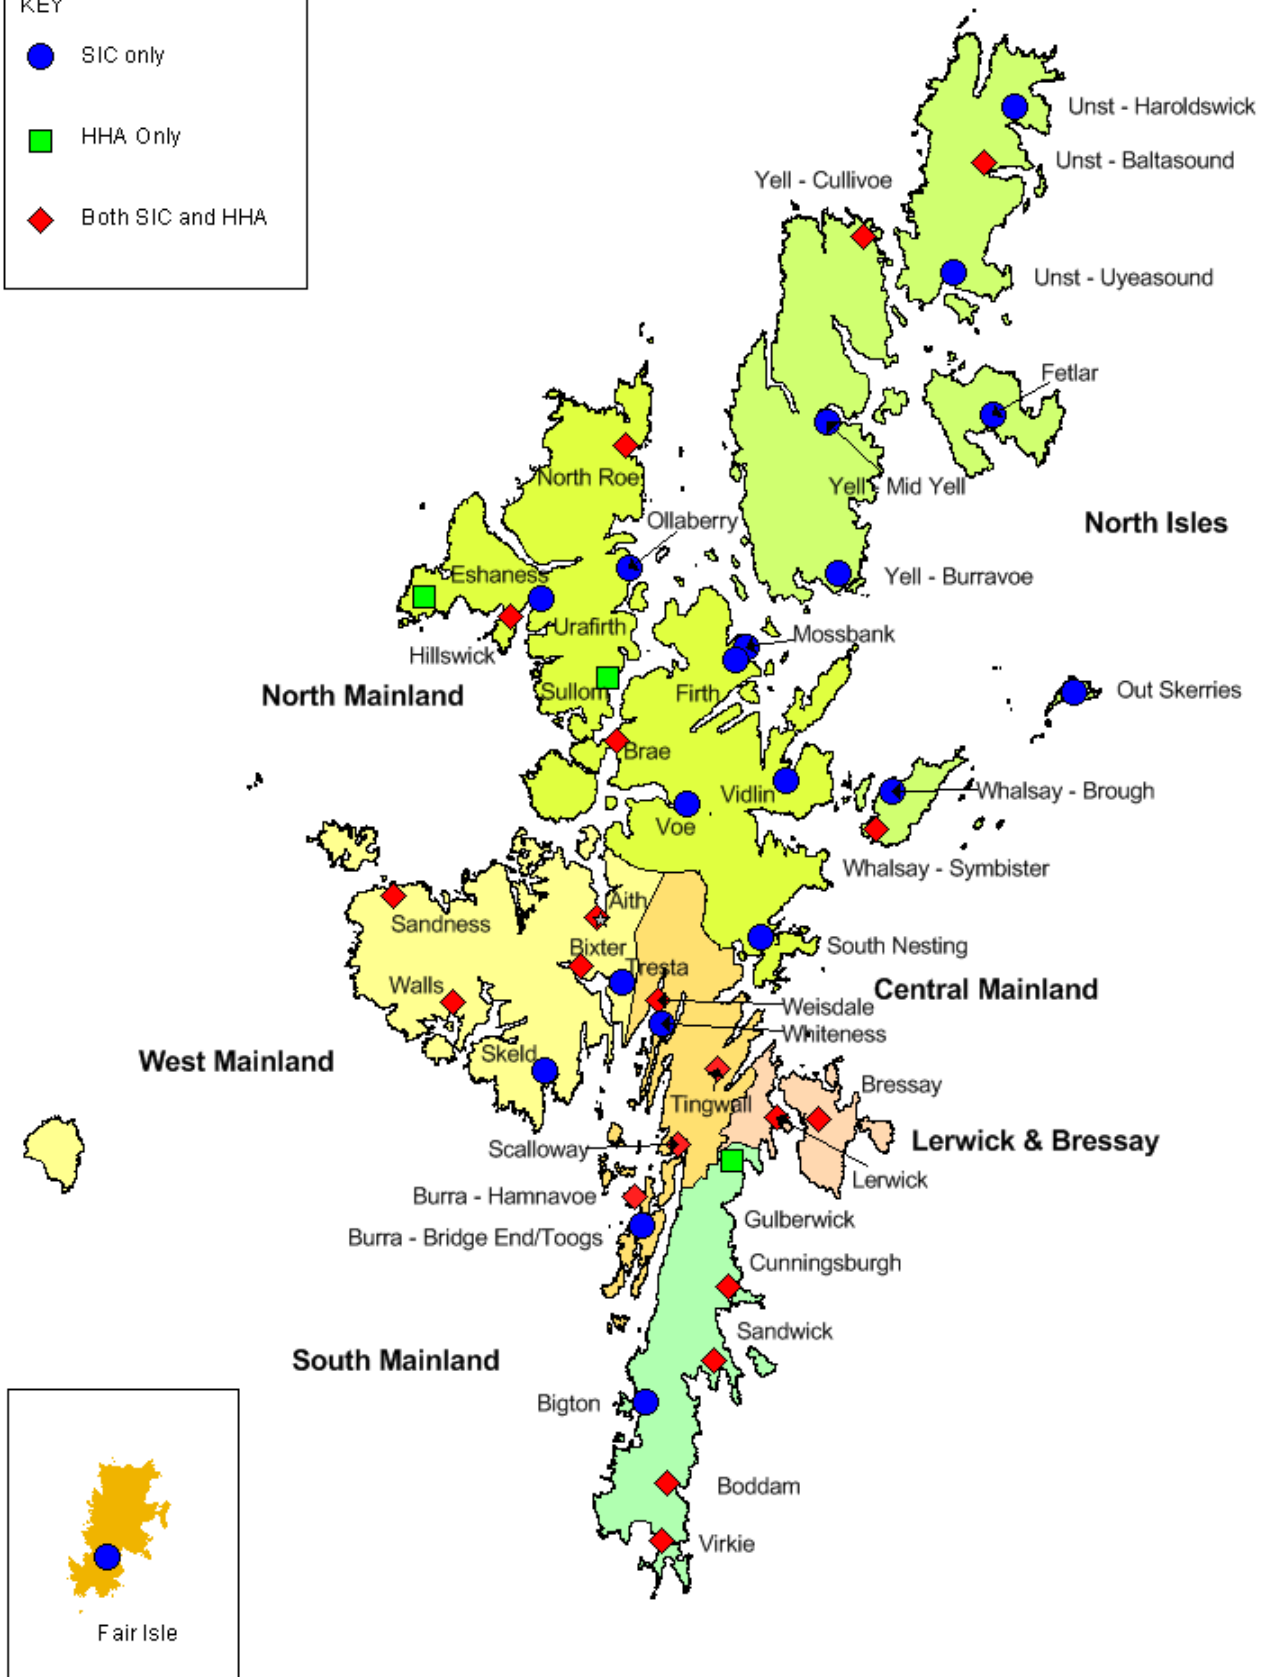 KEY
SIC only
HHA Only
Both SIC and HHA
Unst - Haroldswick
Unst - Baltasound
Yell - Cullivoe
Unst - Uyeasound
Fetlar
North Roe
Yell - Mid Yell
Ollaberry
North Isles
Eshaness
Yell - Burravoe
Urafirth
Mossbank
Hillswick
North Mainland
Sullom
Firth
Out Skerries
Brae
Vidlin
Whalsay - Brough
Voe
Whalsay - Symbister
Aith
Sandness
Bixter
South Nesting
Tresta
Walls
Central Mainland
Weisdale
Whiteness
Skeld
West Mainland
Bressay
Tingwall
Lerwick & Bressay
Scalloway
Lerwick
Burra - Hamnavoe
Gulberwick
Burra - Bridge End/Toogs
Cunningsburgh
Sandwick
South Mainland
Bigton
Boddam
Virkie
Fair Isle